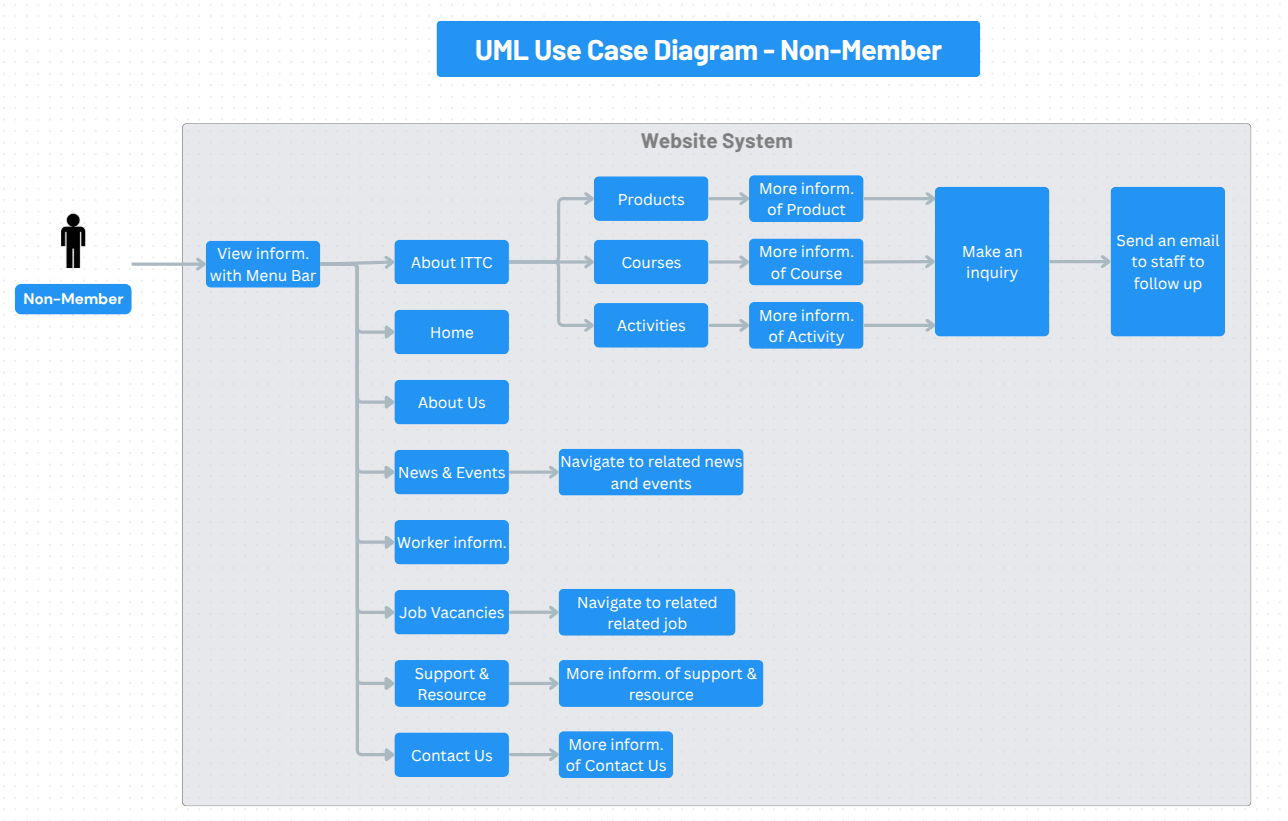 UML Use Case Diagram - Non-Member
Website System
Non-Member
View inform.
with Menu Bar
About ITTC
Products
More inform.
of Product
Courses
More inform.
of Course
Activities
More inform.
of Activity
Make an
inquiry
Send an email
to staff to
follow up
Home
About Us
News & Events
Navigate to related news
and events
Worker inform.
Job Vacancies
Navigate to related
related job
Support &
Resource
More inform. of support &
resource
Contact Us
More inform.
of Contact Us